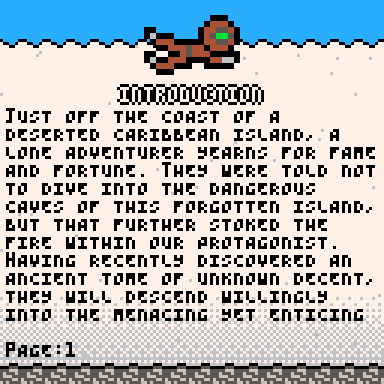 Introduction
Just off the coast of a
deserted Caribbean island, a
lone adventurer yearns for fame
and fortune. They were told not
to dive into the dangerous
caves of this forgotten island,
but that further stoked the
fire within our protagonist.
Having recently discovered an
ancient tome of unknown decent,
they will descend willingly
into the menacing yet enticing
Page:1